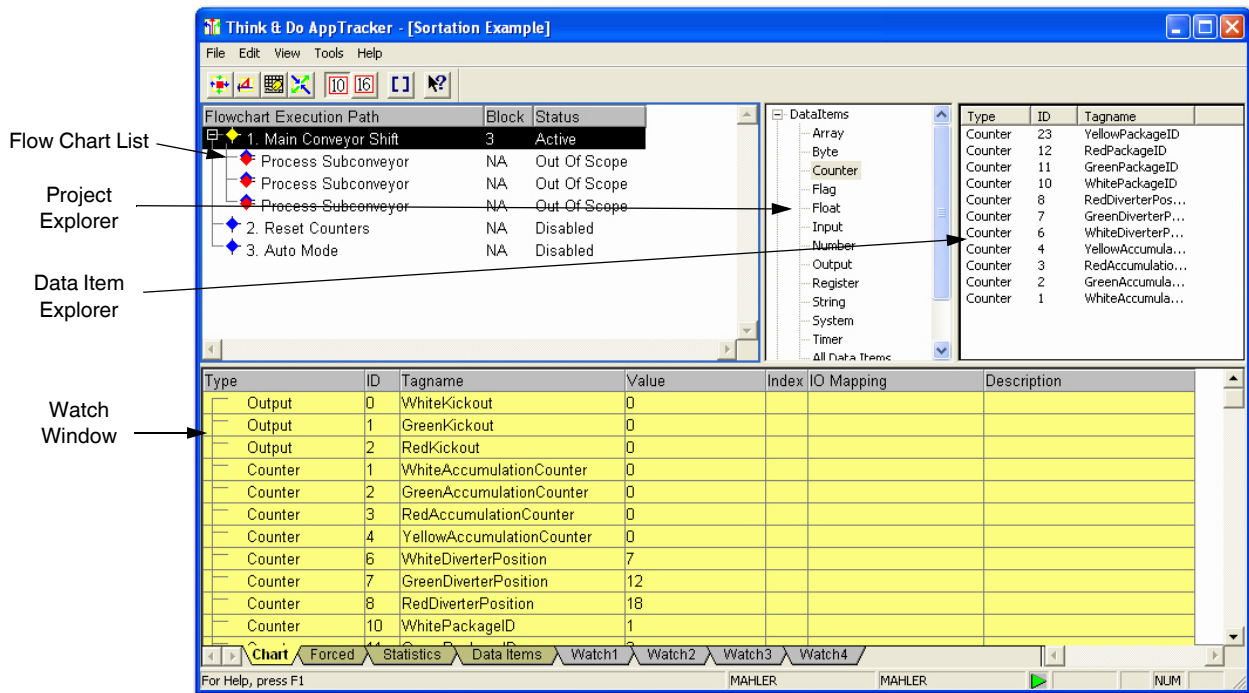 Think & Do AppTracker - [Sortation Example]
File Edit View Tools Help
10 16
Flow Chart List
Project
Explorer
Data Item
Explorer
Watch
Window
Flowchart Execution Path Block Status
1. Main Conveyor Shift 3 Active
Process Subconveyor NA Out Of Scope
Process Subconveyor NA Out Of Scope
Process Subconveyor NA Out Of Scope
2. Reset Counters NA Disabled
3. Auto Mode NA Disabled
DataItems
Array
Byte
Counter
Flag
Float
Input
Number
Output
Register
String
System
Timer
All Data Items
Type ID Tagname
Counter 23 YellowPackageID
Counter 12 RedPackageID
Counter 11 GreenPackageID
Counter 10 WhitePackageID
Counter 8 RedDiverterPos...
Counter 7 GreenDiverterP...
Counter 6 WhiteDiverterP...
Counter 4 YellowAccumula...
Counter 3 RedAccumulatio...
Counter 2 GreenAccumula...
Counter 1 WhiteAccumula...
Type ID Tagname Value Index IO Mapping Description
Output 0 WhiteKickout 0
Output 1 GreenKickout 0
Output 2 RedKickout 0
Counter 1 WhiteAccumulationCounter 0
Counter 2 GreenAccumulationCounter 0
Counter 3 RedAccumulationCounter 0
Counter 4 YellowAccumulationCounter 0
Counter 6 WhiteDiverterPosition 7
Counter 7 GreenDiverterPosition 12
Counter 8 RedDiverterPosition 18
Counter 10 WhitePackageID 1
Chart Forced Statistics Data Items Watch1 Watch2 Watch3 Watch4
For Help, press F1 MAHLER MAHLER NUM